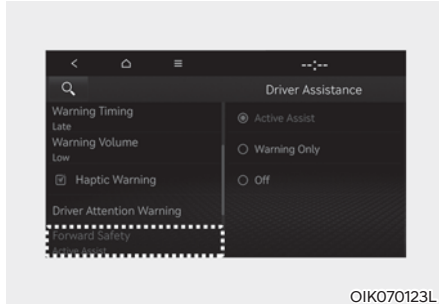 --:--
Driver Assistance
Warning Timing
Late
Warning Volume
Low
Haptic Warning
Driver Attention Warning
Forward Safety
Active Assist
Active Assist
Warning Only
Off
OIK070123L